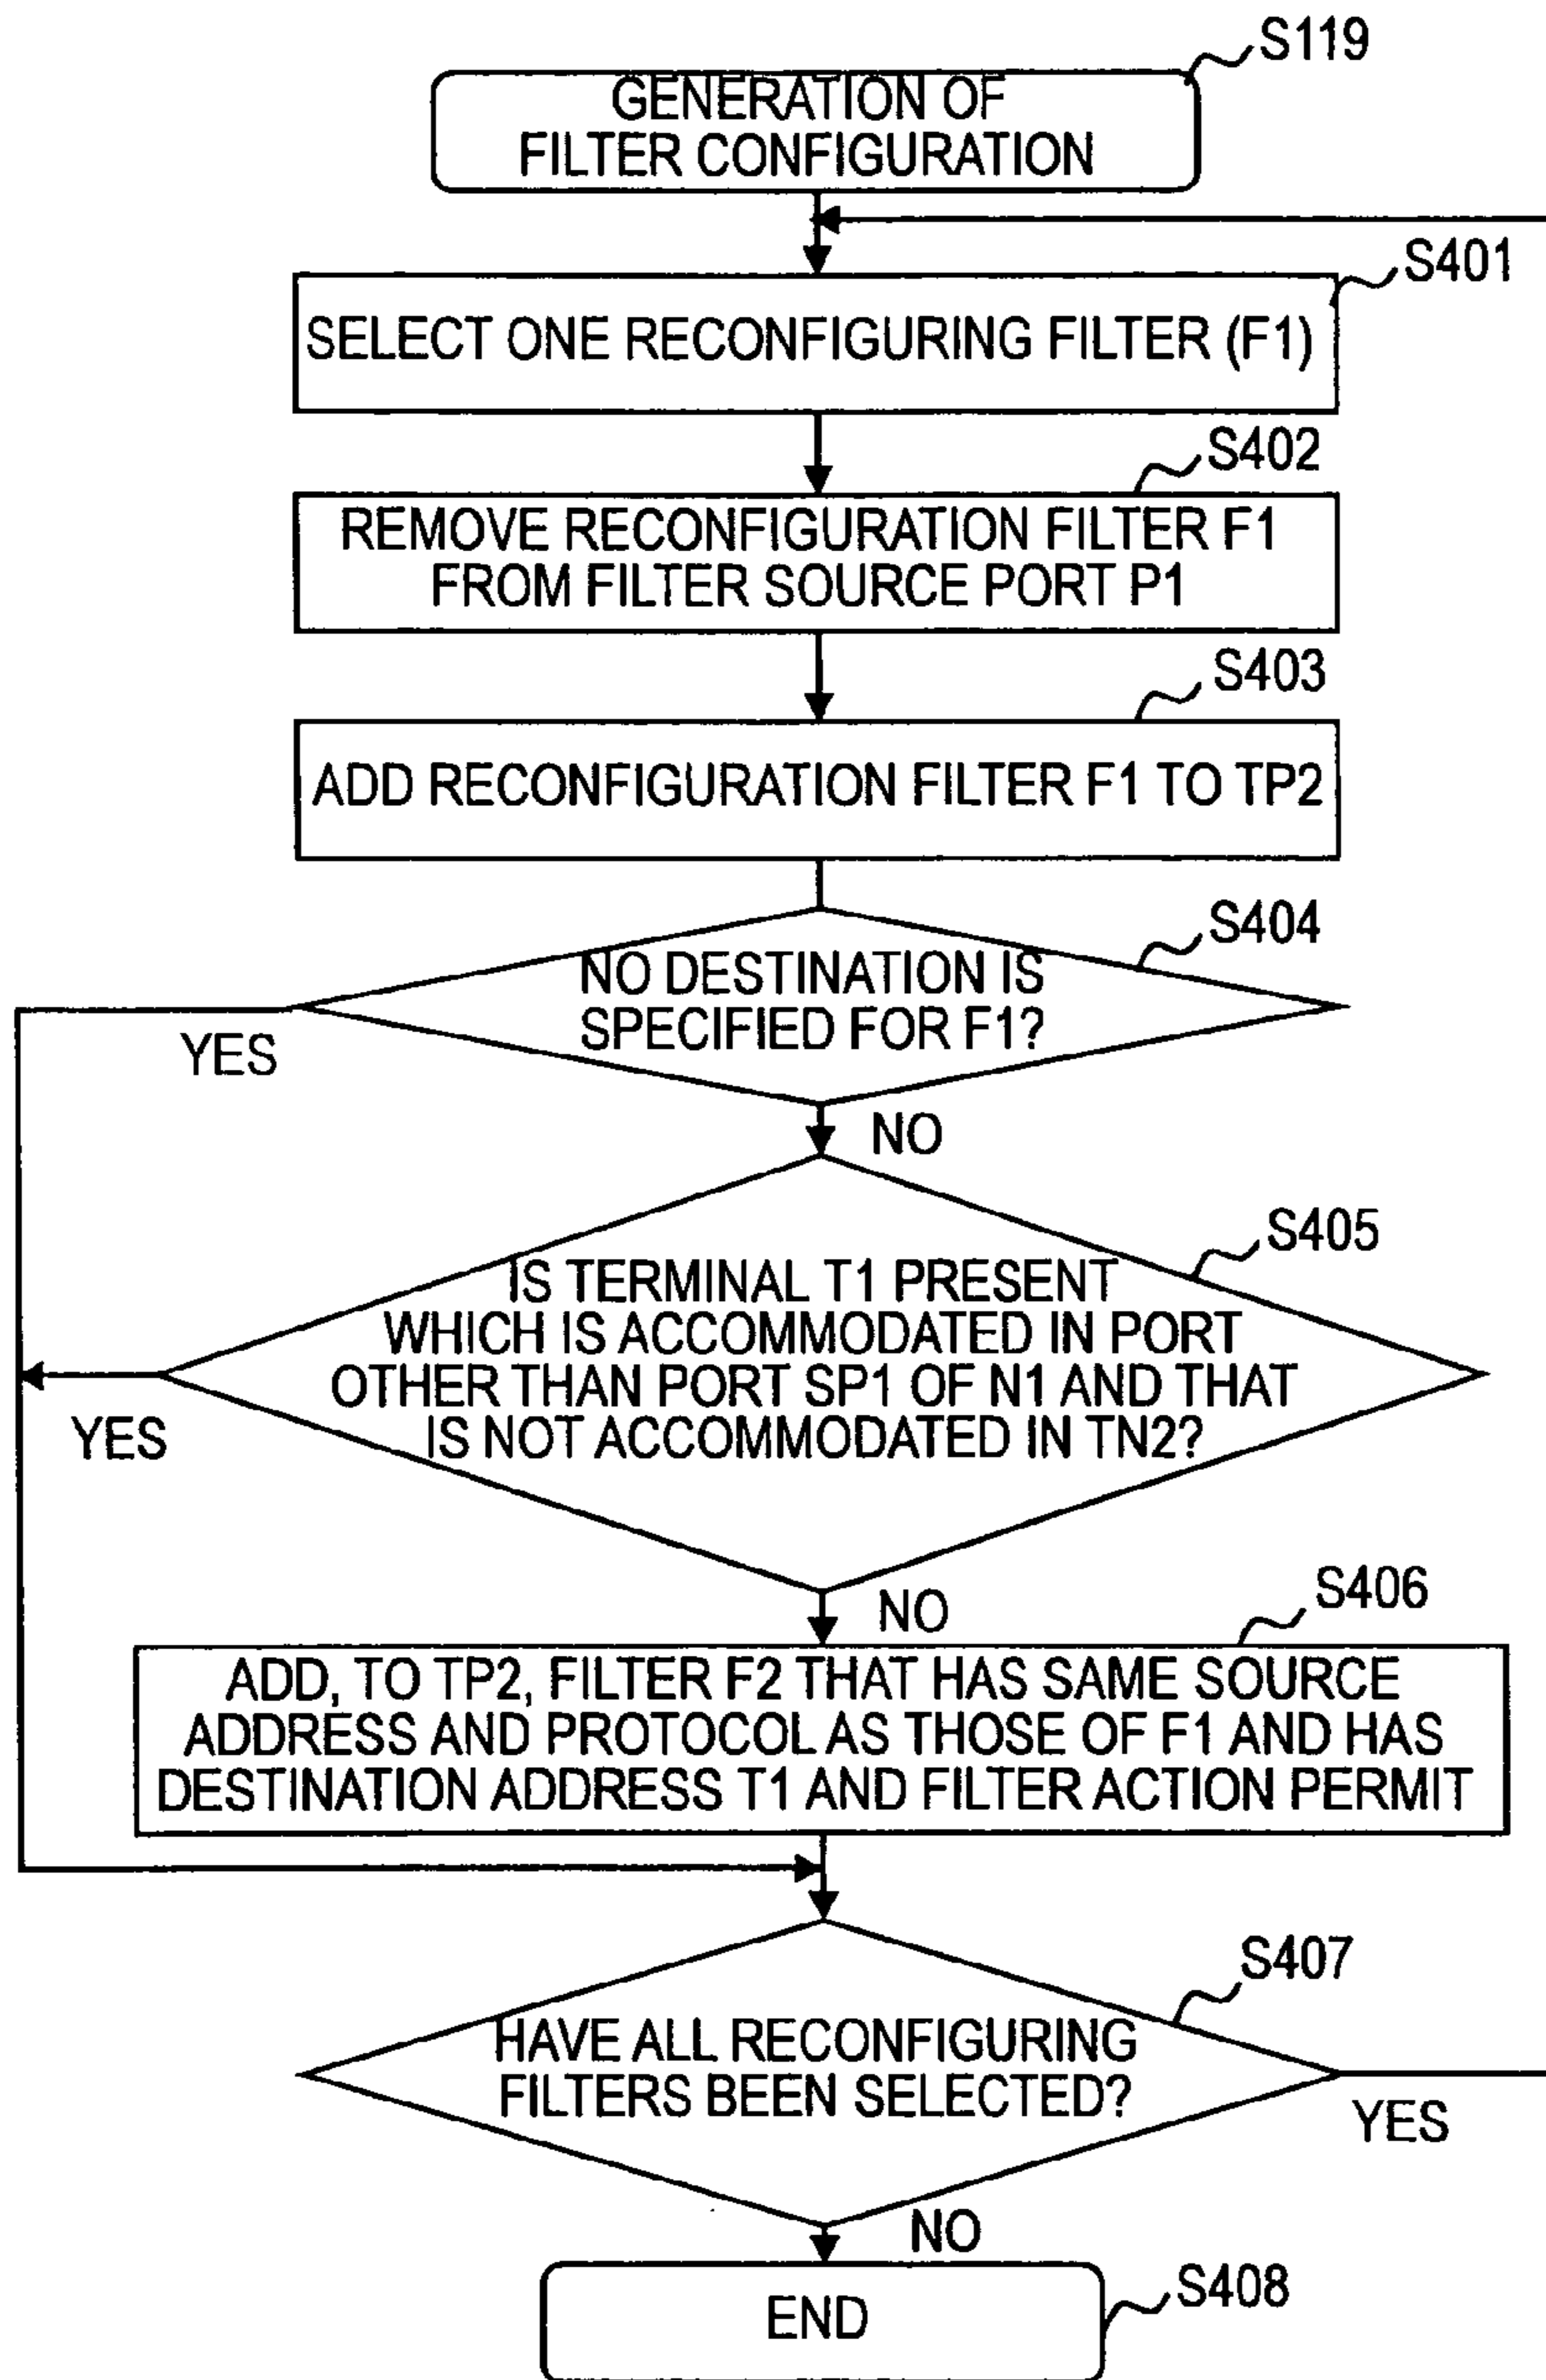 S119
GENERATION OF
FILTER CONFIGURATION
S401
SELECT ONE RECONFIGURING FILTER (F1)
S402
REMOVE RECONFIGURATION FILTER F1
FROM FILTER SOURCE PORT P1
S403
ADD RECONFIGURATION FILTER F1 TO TP2
S404
NO DESTINATION IS
SPECIFIED FOR F1?
YES
NO
S405
IS TERMINAL T1 PRESENT
WHICH IS ACCOMMODATED IN PORT
OTHER THAN PORT SP1 OF N1 AND THAT
IS NOT ACCOMMODATED IN TN2?
YES
NO
S406
ADD, TO TP2, FILTER F2 THAT HAS SAME SOURCE
ADDRESS AND PROTOCOL AS THOSE OF F1 AND HAS
DESTINATION ADDRESS T1 AND FILTER ACTION PERMIT
S407
HAVE ALL RECONFIGURING
FILTERS BEEN SELECTED?
YES
NO
S408
END